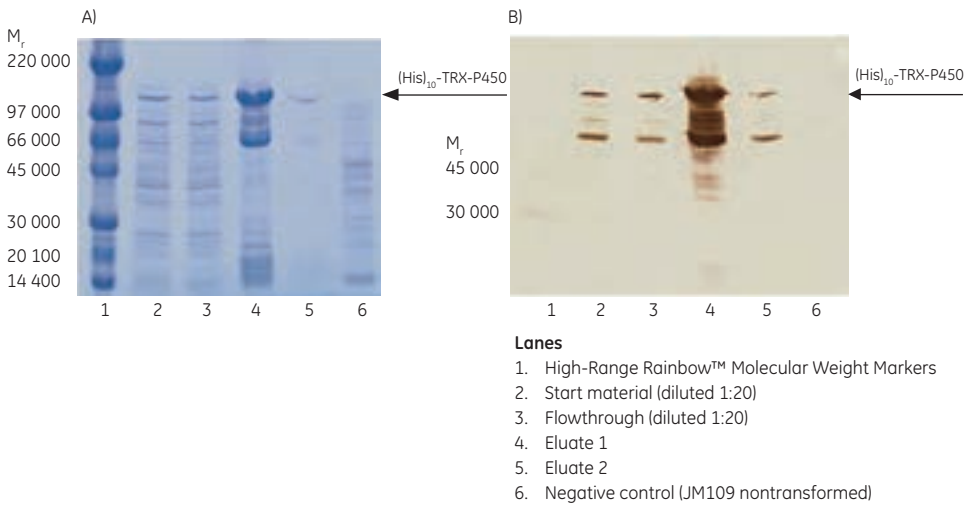 A)
M_r
220 000
97 000
66 000
45 000
30 000
20 100
14 400
1 2 3 4 5 6
(His)₁₀-TRX-P450
B)
M_r
45 000
30 000
1 2 3 4 5 6
(His)₁₀-TRX-P450
Lanes
1. High-Range Rainbow™ Molecular Weight Markers
2. Start material (diluted 1:20)
3. Flowthrough (diluted 1:20)
4. Eluate 1
5. Eluate 2
6. Negative control (JM109 nontransformed)